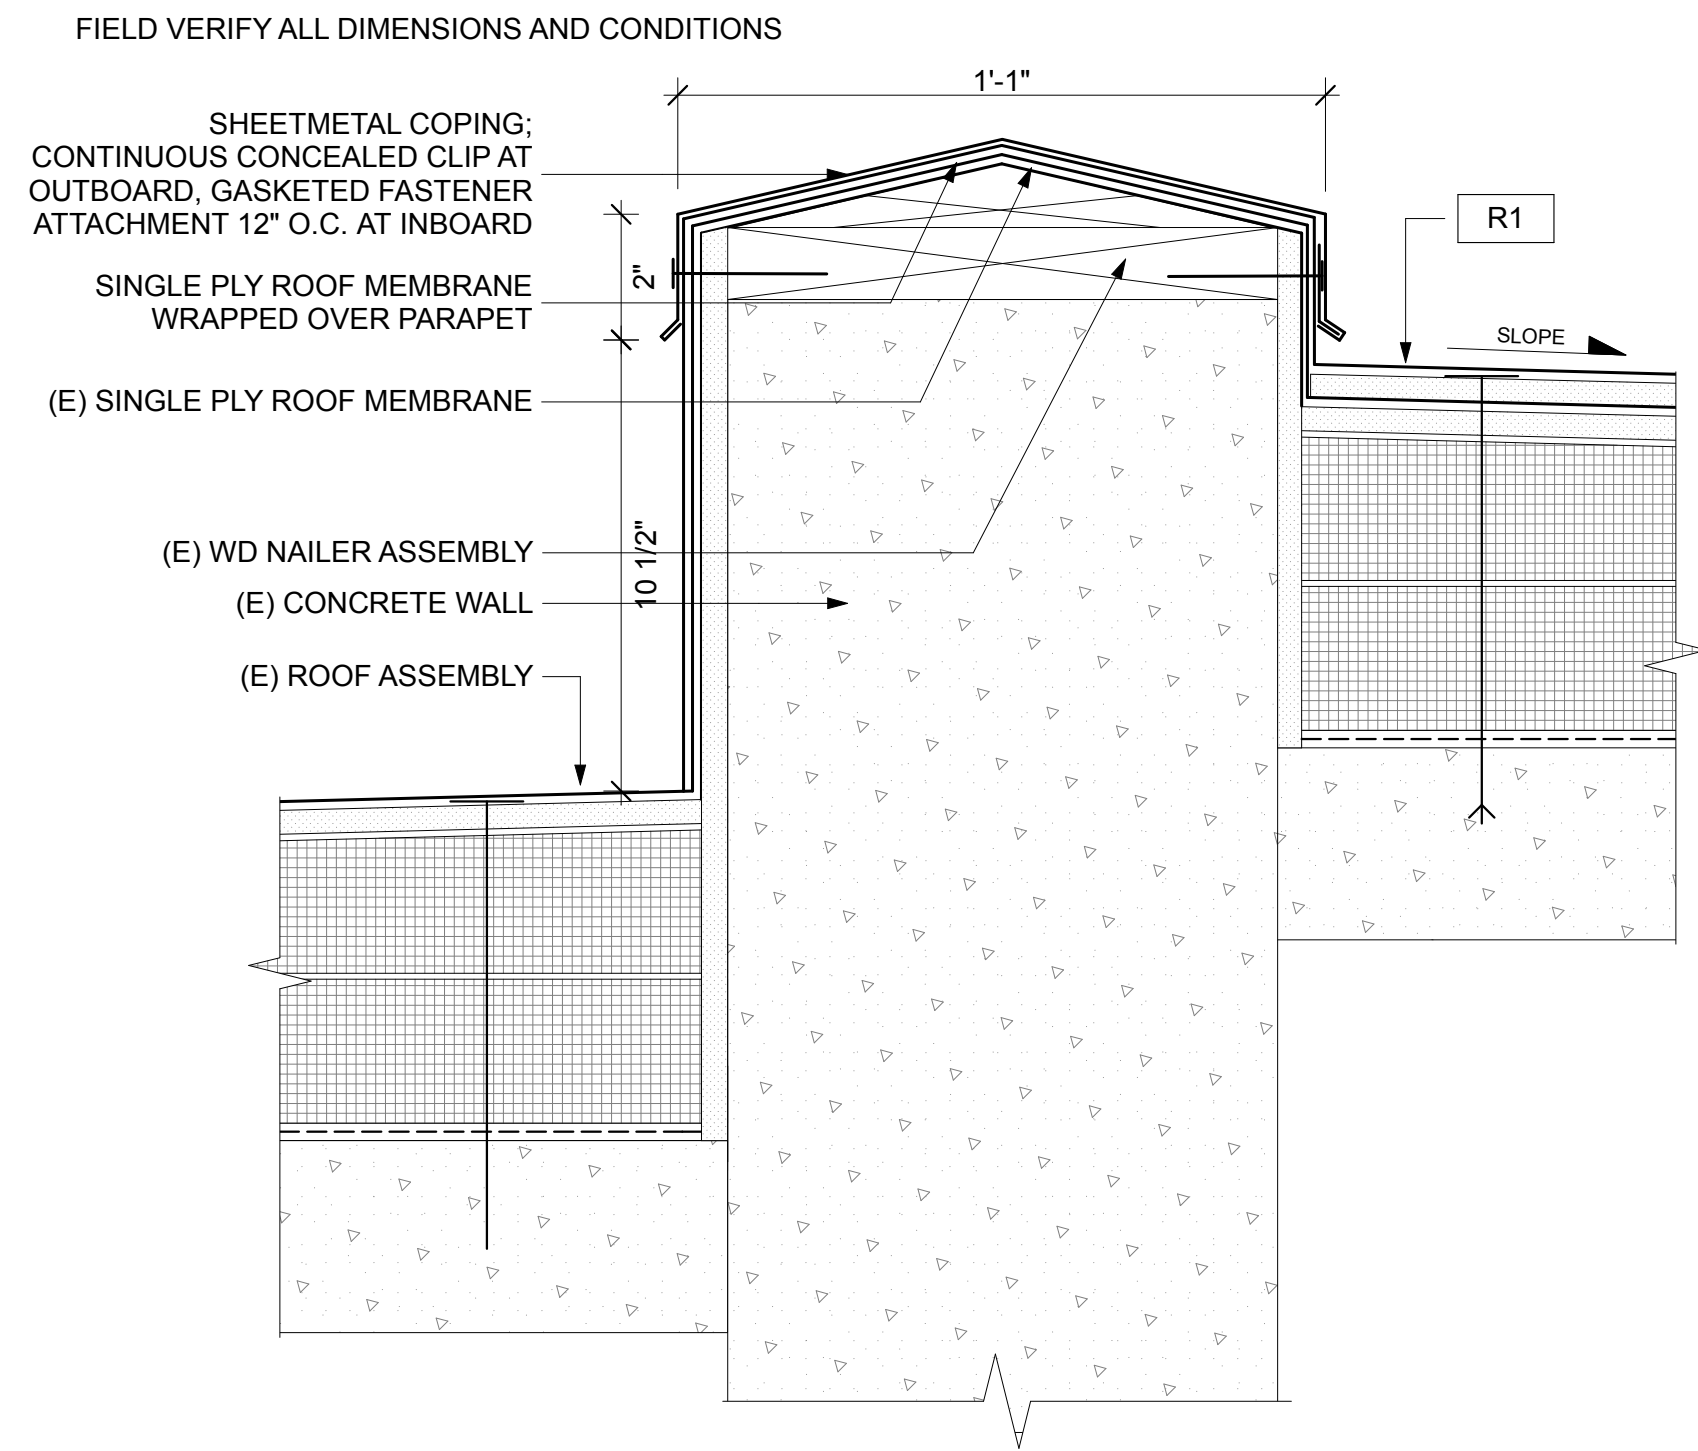 FIELD VERIFY ALL DIMENSIONS AND CONDITIONS
1'-1"
SHEETMETAL COPING;
CONTINUOUS CONCEALED CLIP AT
OUTBOARD, GASKETED FASTENER
ATTACHMENT 12" O.C. AT INBOARD
R1
2"
SINGLE PLY ROOF MEMBRANE
WRAPPED OVER PARAPET
SLOPE
(E) SINGLE PLY ROOF MEMBRANE
10 1/2"
(E) WD NAILER ASSEMBLY
(E) CONCRETE WALL
(E) ROOF ASSEMBLY